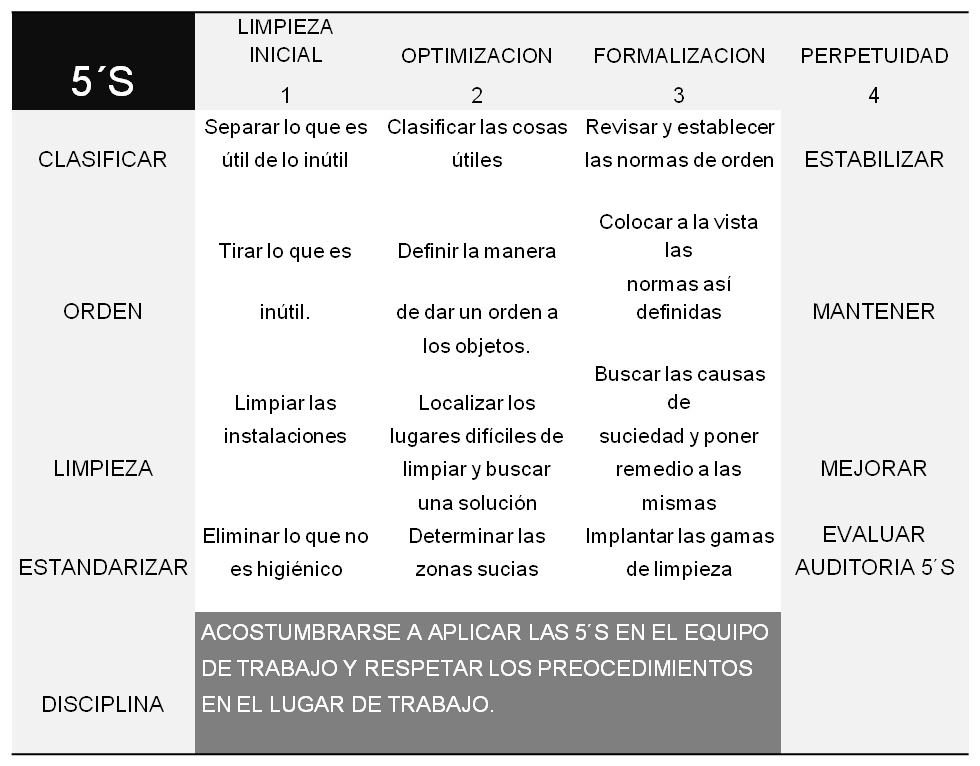 5´S
LIMPIEZA
INICIAL
1
OPTIMIZACION
2
FORMALIZACION
3
PERPETUIDAD
4
CLASIFICAR
Separar lo que es
útil de lo inútil
Clasificar las cosas
útiles
Revisar y establecer
las normas de orden
ESTABILIZAR
ORDEN
Tirar lo que es
inútil.
Definir la manera
de dar un orden a
los objetos.
Colocar a la vista
las
normas así
definidas
MANTENER
LIMPIEZA
Limpiar las
instalaciones
Localizar los
lugares difíciles de
limpiar y buscar
una solución
Buscar las causas
de
suciedad y poner
remedio a las
mismas
MEJORAR
ESTANDARIZAR
Eliminar lo que no
es higiénico
Determinar las
zonas sucias
Implantar las gamas
de limpieza
EVALUAR
AUDITORIA 5´S
DISCIPLINA
ACOSTUMBRARSE A APLICAR LAS 5´S EN EL EQUIPO
DE TRABAJO Y RESPETAR LOS PREOCEDIMIENTOS
EN EL LUGAR DE TRABAJO.